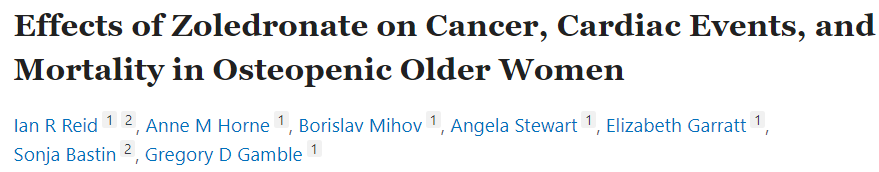 Effects of Zoledronate on Cancer, Cardiac Events, and
Mortality in Osteopenic Older Women
Ian R Reid 1 2, Anne M Horne 1, Borislav Mihov 1, Angela Stewart 1, Elizabeth Garratt 1,
Sonja Bastin 2, Gregory D Gamble 1